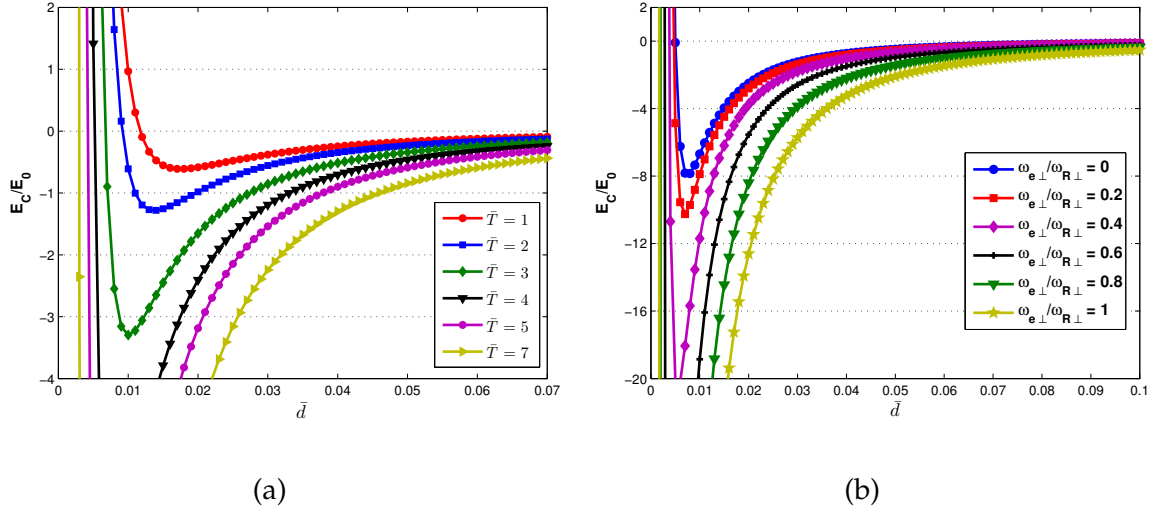 2
1
0
−1
−2
−3
−4
E_C/E_0
0 0.01 0.02 0.03 0.04 0.05 0.06 0.07
d̄
T̄ = 1
T̄ = 2
T̄ = 3
T̄ = 4
T̄ = 5
T̄ = 7
(a)
0
−4
−8
−12
−16
−20
E_C/E_0
0 0.01 0.02 0.03 0.04 0.05 0.06 0.07 0.08 0.09 0.1
d̄
ω_e⊥/ω_R⊥ = 0
ω_e⊥/ω_R⊥ = 0.2
ω_e⊥/ω_R⊥ = 0.4
ω_e⊥/ω_R⊥ = 0.6
ω_e⊥/ω_R⊥ = 0.8
ω_e⊥/ω_R⊥ = 1
(b)